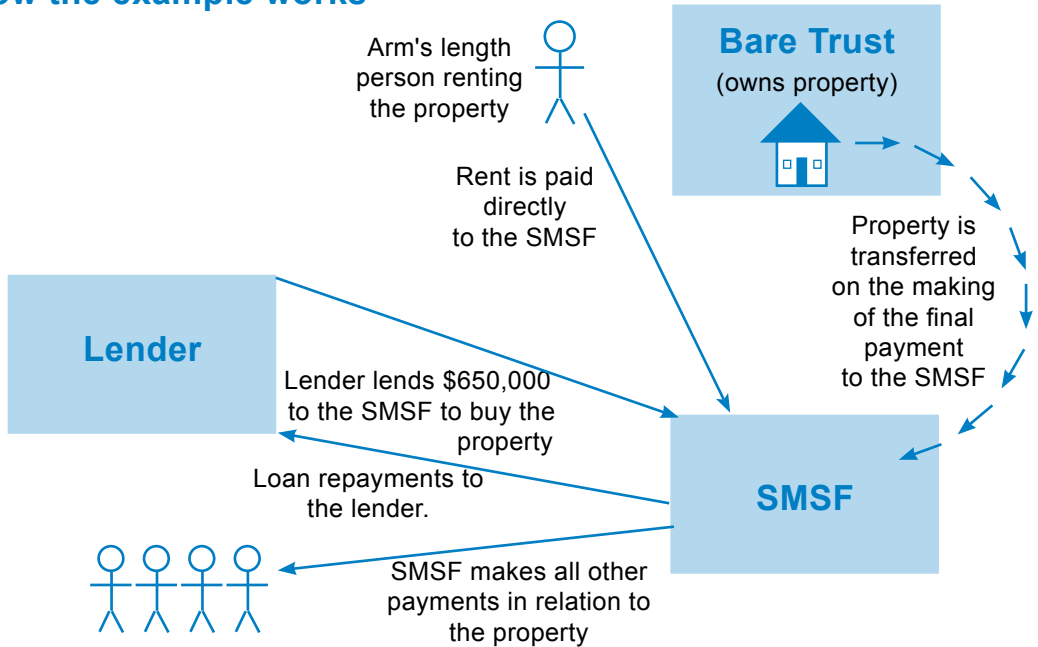 Arm's length
person renting
the property
Bare Trust
(owns property)
Rent is paid
directly
to the SMSF
Property is
transferred
on the making
of the final
payment
to the SMSF
Lender
Lender lends $650,000
to the SMSF to buy the
property
Loan repayments to
the lender.
SMSF
SMSF makes all other
payments in relation to
the property